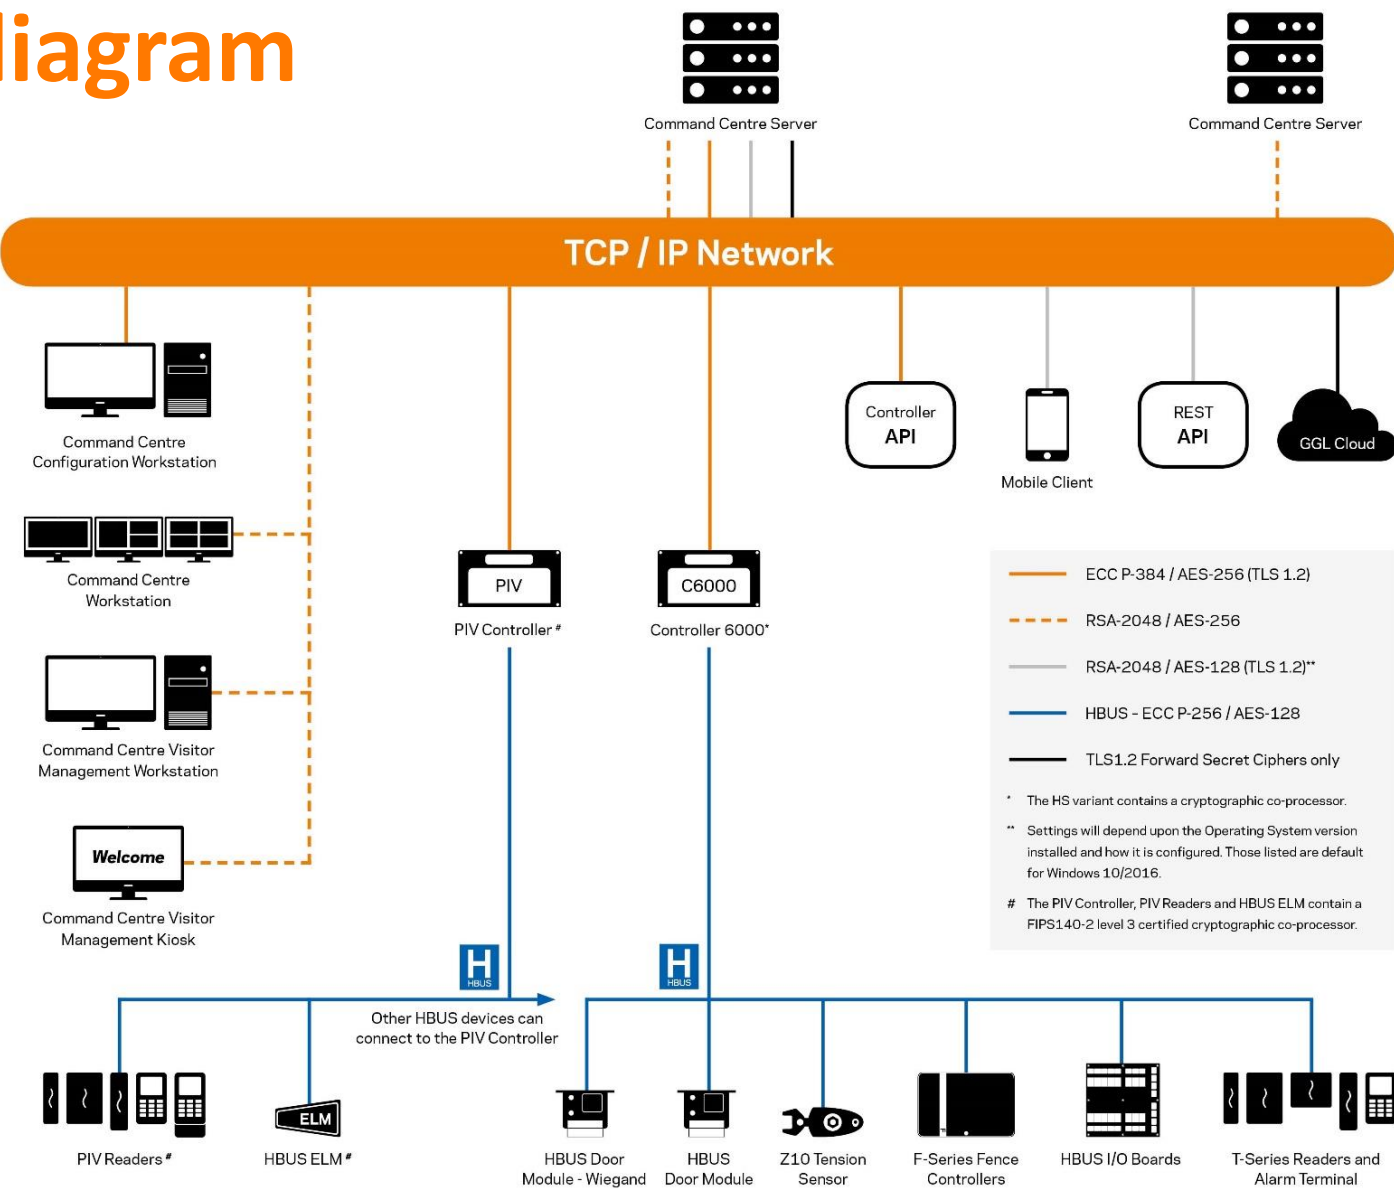 diagram
Command Centre Server
Command Centre Server
TCP / IP Network
Command Centre
Configuration Workstation
Command Centre
Workstation
Command Centre Visitor
Management Workstation
Welcome
Command Centre Visitor
Management Kiosk
PIV
PIV Controller #
C6000
Controller 6000*
Controller
API
Mobile Client
REST
API
GGL Cloud
ECC P-384 / AES-256 (TLS 1.2)
RSA-2048 / AES-256
RSA-2048 / AES-128 (TLS 1.2)**
HBUS - ECC P-256 / AES-128
TLS1.2 Forward Secret Ciphers only
* The HS variant contains a cryptographic co-processor.
** Settings will depend upon the Operating System version
installed and how it is configured. Those listed are default
for Windows 10/2016.
# The PIV Controller, PIV Readers and HBUS ELM contain a
FIPS140-2 level 3 certified cryptographic co-processor.
H
HBUS
H
HBUS
Other HBUS devices can
connect to the PIV Controller
PIV Readers #
ELM
HBUS ELM #
HBUS Door
Module - Wiegand
HBUS
Door Module
Z10 Tension
Sensor
F-Series Fence
Controllers
HBUS I/O Boards
T-Series Readers and
Alarm Terminal